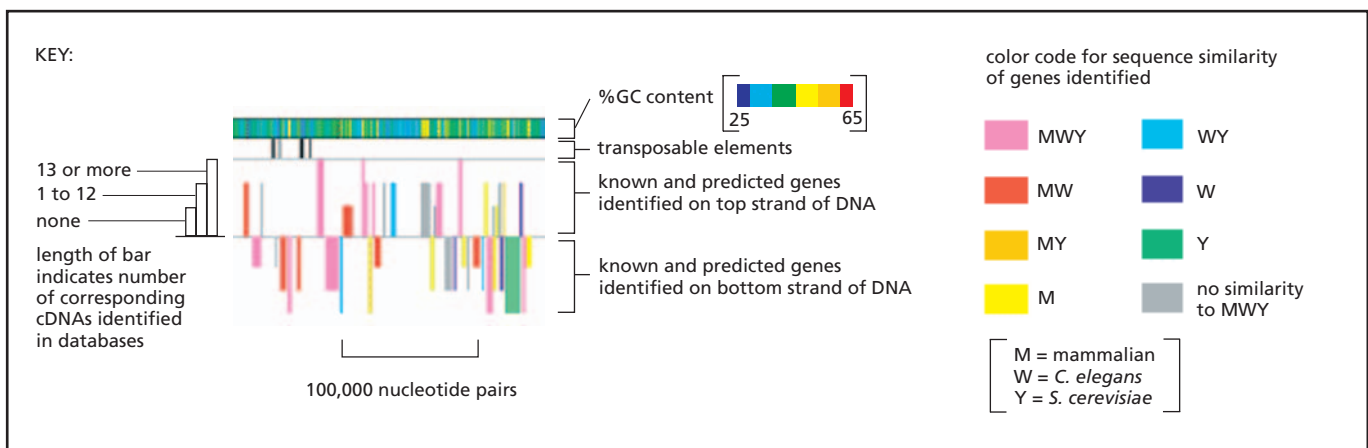 KEY:
%GC content
25
65
transposable elements
known and predicted genes
identified on top strand of DNA
known and predicted genes
identified on bottom strand of DNA
13 or more
1 to 12
none
length of bar
indicates number
of corresponding
cDNAs identified
in databases
100,000 nucleotide pairs
color code for sequence similarity
of genes identified
MWY
WY
MW
W
MY
Y
M
no similarity
to MWY
M = mammalian
W = C. elegans
Y = S. cerevisiae